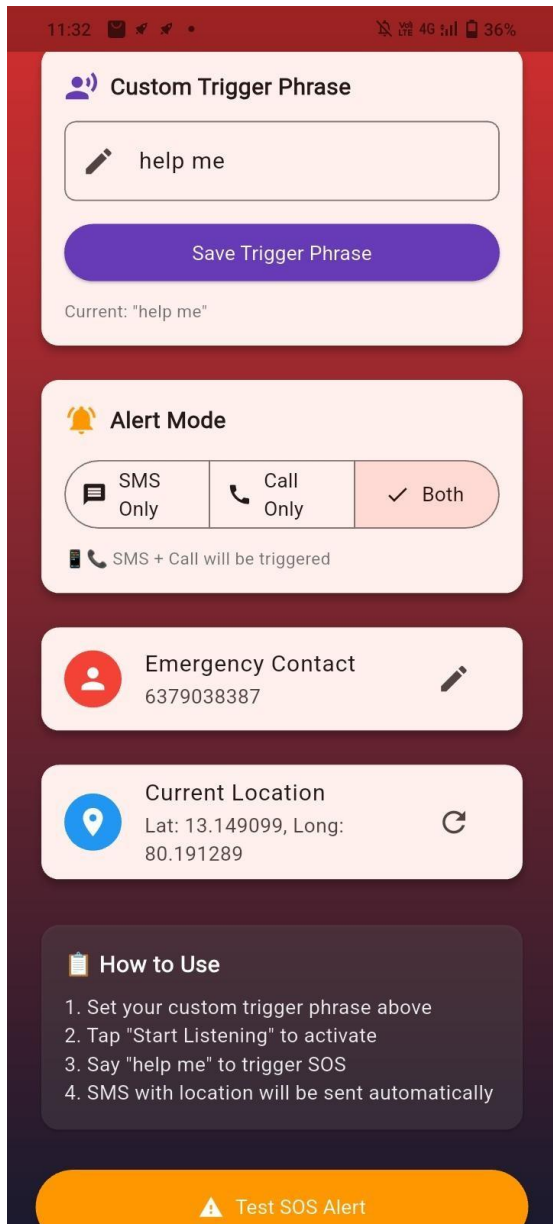 11:32 4G 36%
Custom Trigger Phrase
help me
Save Trigger Phrase
Current: "help me"
Alert Mode
SMS
Only
Call
Only
Both
SMS + Call will be triggered
Emergency Contact
6379038387
Current Location
Lat: 13.149099, Long:
80.191289
How to Use
1. Set your custom trigger phrase above
2. Tap "Start Listening" to activate
3. Say "help me" to trigger SOS
4. SMS with location will be sent automatically
Test SOS Alert